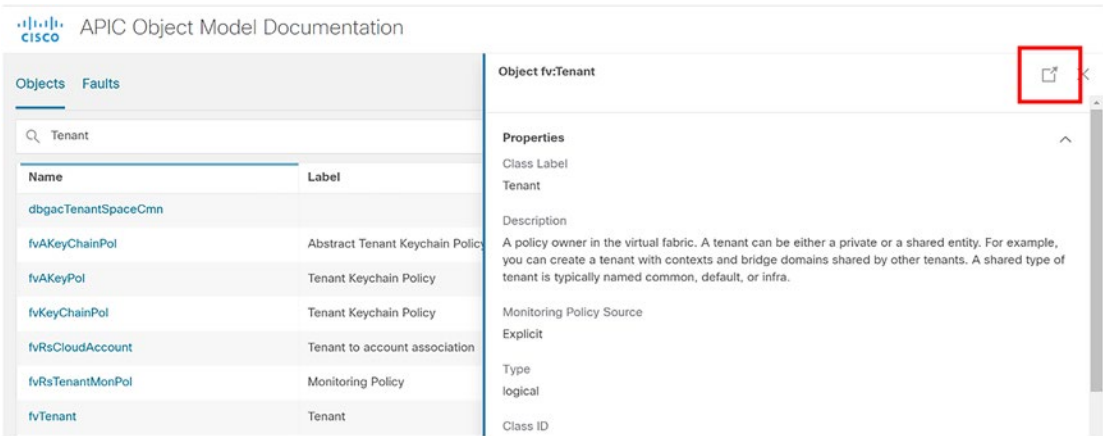 CISCO
APIC Object Model Documentation
Objects Faults
Tenant
Name Label
dbgacTenantSpaceCmn
fvAKeyChainPol Abstract Tenant Keychain Policy
fvAKeyPol Tenant Keychain Policy
fvKeyChainPol Tenant Keychain Policy
fvRsCloudAccount Tenant to account association
fvRsTenantMonPol Monitoring Policy
fvTenant Tenant
Object fv:Tenant
Properties
Class Label
Tenant
Description
A policy owner in the virtual fabric. A tenant can be either a private or a shared entity. For example,
you can create a tenant with contexts and bridge domains shared by other tenants. A shared type of
tenant is typically named common, default, or infra.
Monitoring Policy Source
Explicit
Type
logical
Class ID